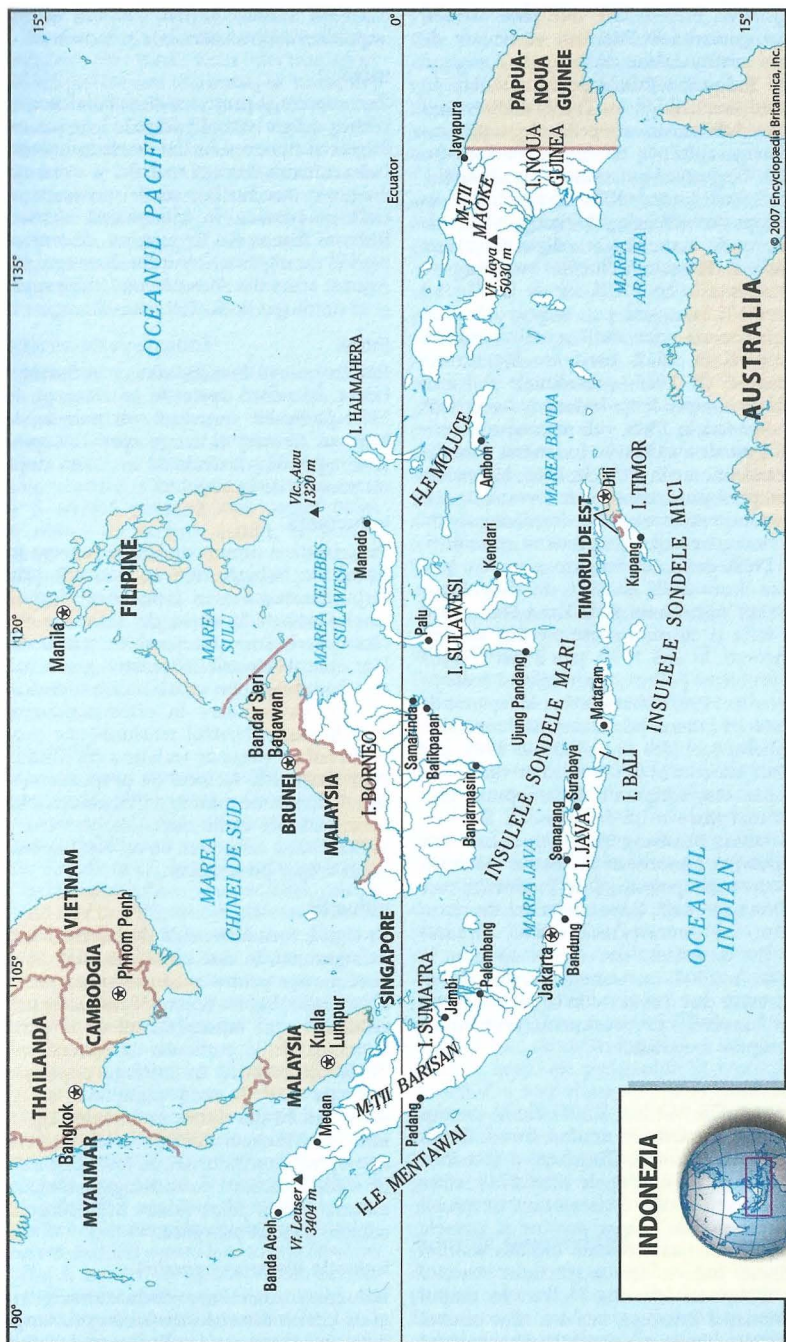 90°
105°
120°
135°
15°
0°
Ecuator
THAILANDA
Bangkok
MYANMAR
VIETNAM
CAMBODGIA
Phnom Penh
MAREA
CHINEI DE SUD
Manila
FILIPINE
MAREA
SULU
OCEANUL PACIFIC
Bandar Seri
Bagawan
BRUNEI
MALAYSIA
I. BORNEO
MAREA CELEBES
(SULAWESI)
Vlc. Awu
1320 m
Manado
I. HALMAHERA
Banda Aceh
Vf. Leuser
3404 m
Medan
MALAYSIA
Kuala
Lumpur
SINGAPORE
M-ȚII BARISAN
I. SUMATRA
Padang
Jambi
Palembang
I-LE MENTAWAI
Samarinda
Balikpapan
Banjarmasin
Palu
I. SULAWESI
Kendari
Ujung Pandang
I-LE MOLUCE
Ambon
MAREA BANDA
Jayapura
M-ȚII
MAOKE
Vf. Jaya
5030 m
I. NOUA
GUINEA
PAPUA-
NOUA
GUINEE
MAREA
ARAFURA
INSULELE SONDELE MARI
MAREA JAVA
Jakarta
Bandung
Semarang
I. JAVA
Surabaya
I. BALI
Mataram
INSULELE SONDELE MICI
TIMORUL DE EST
Dili
I. TIMOR
Kupang
OCEANUL
IIDIAN
AUSTRALIA
INDONEZIA
© 2007 Encyclopædia Britannica, Inc.